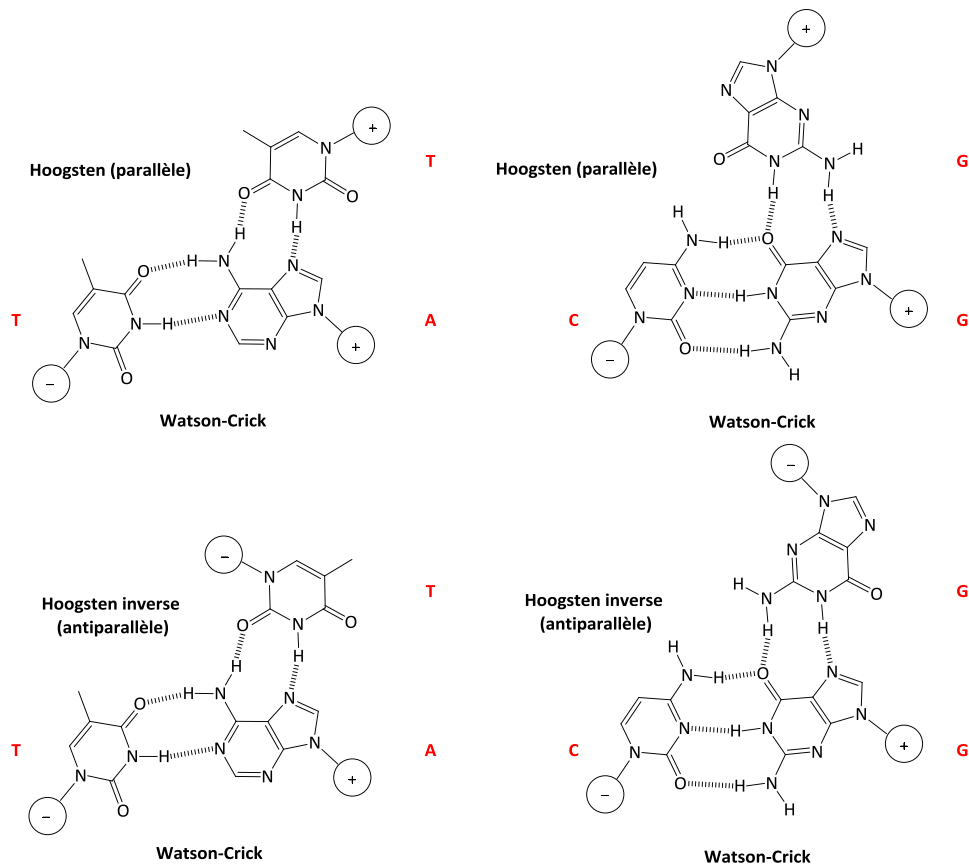 Hoogsten (parallèle)
T
T
A
Watson-Crick
Hoogsten (parallèle)
G
C
G
Watson-Crick
Hoogsten inverse
(antiparallèle)
T
T
A
Watson-Crick
Hoogsten inverse
(antiparallèle)
G
C
G
Watson-Crick